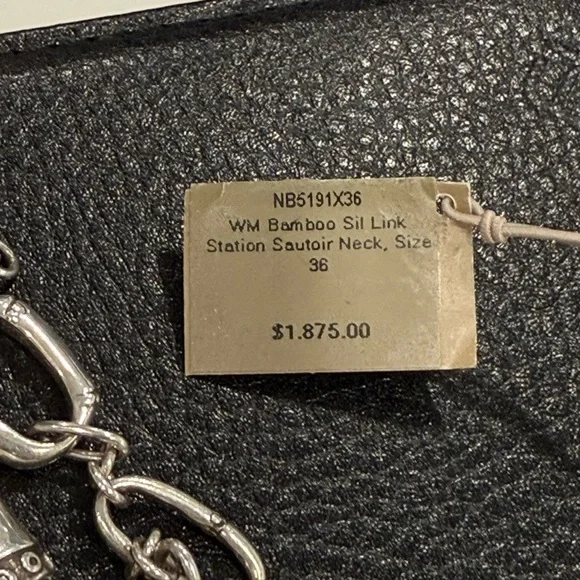 NB5191X36
WM Bamboo Sil Link
Station Sautoir Neck, Size
36
$1.875.00